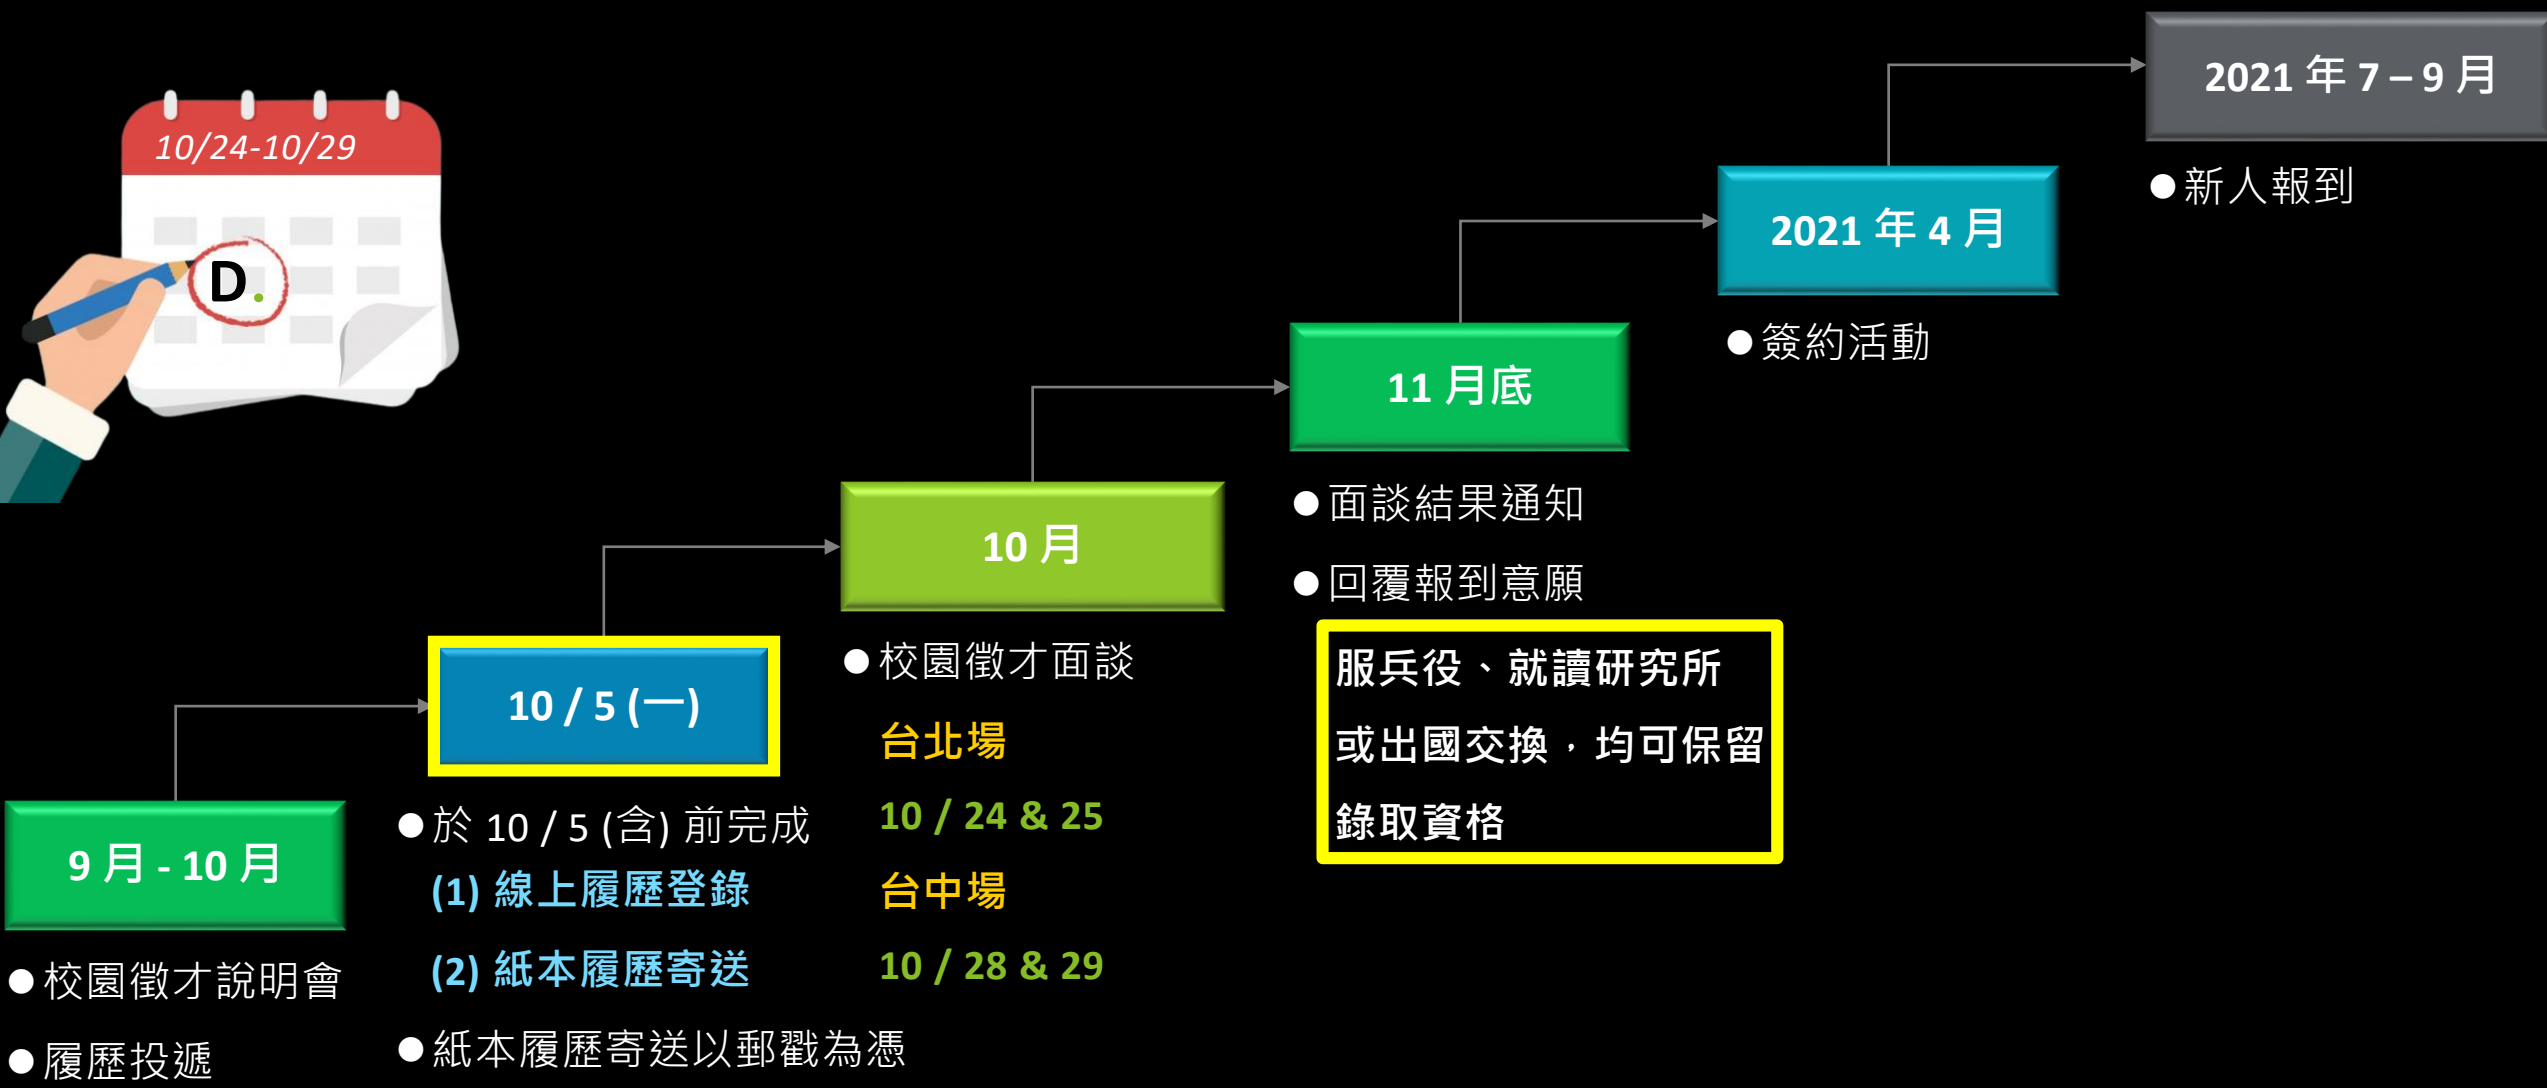 10/24-10/29
D.
9 月 - 10 月
●校園徵才說明會
●履歷投遞
10 / 5 (一)
●於 10 / 5 (含) 前完成
(1) 線上履歷登錄
(2) 紙本履歷寄送
●紙本履歷寄送以郵戳為憑
10 月
●校園徵才面談
台北場
10 / 24 & 25
台中場
10 / 28 & 29
11 月底
●面談結果通知
●回覆報到意願
服兵役、就讀研究所
或出國交換，均可保留
錄取資格
2021 年 4 月
●簽約活動
2021 年 7 – 9 月
●新人報到